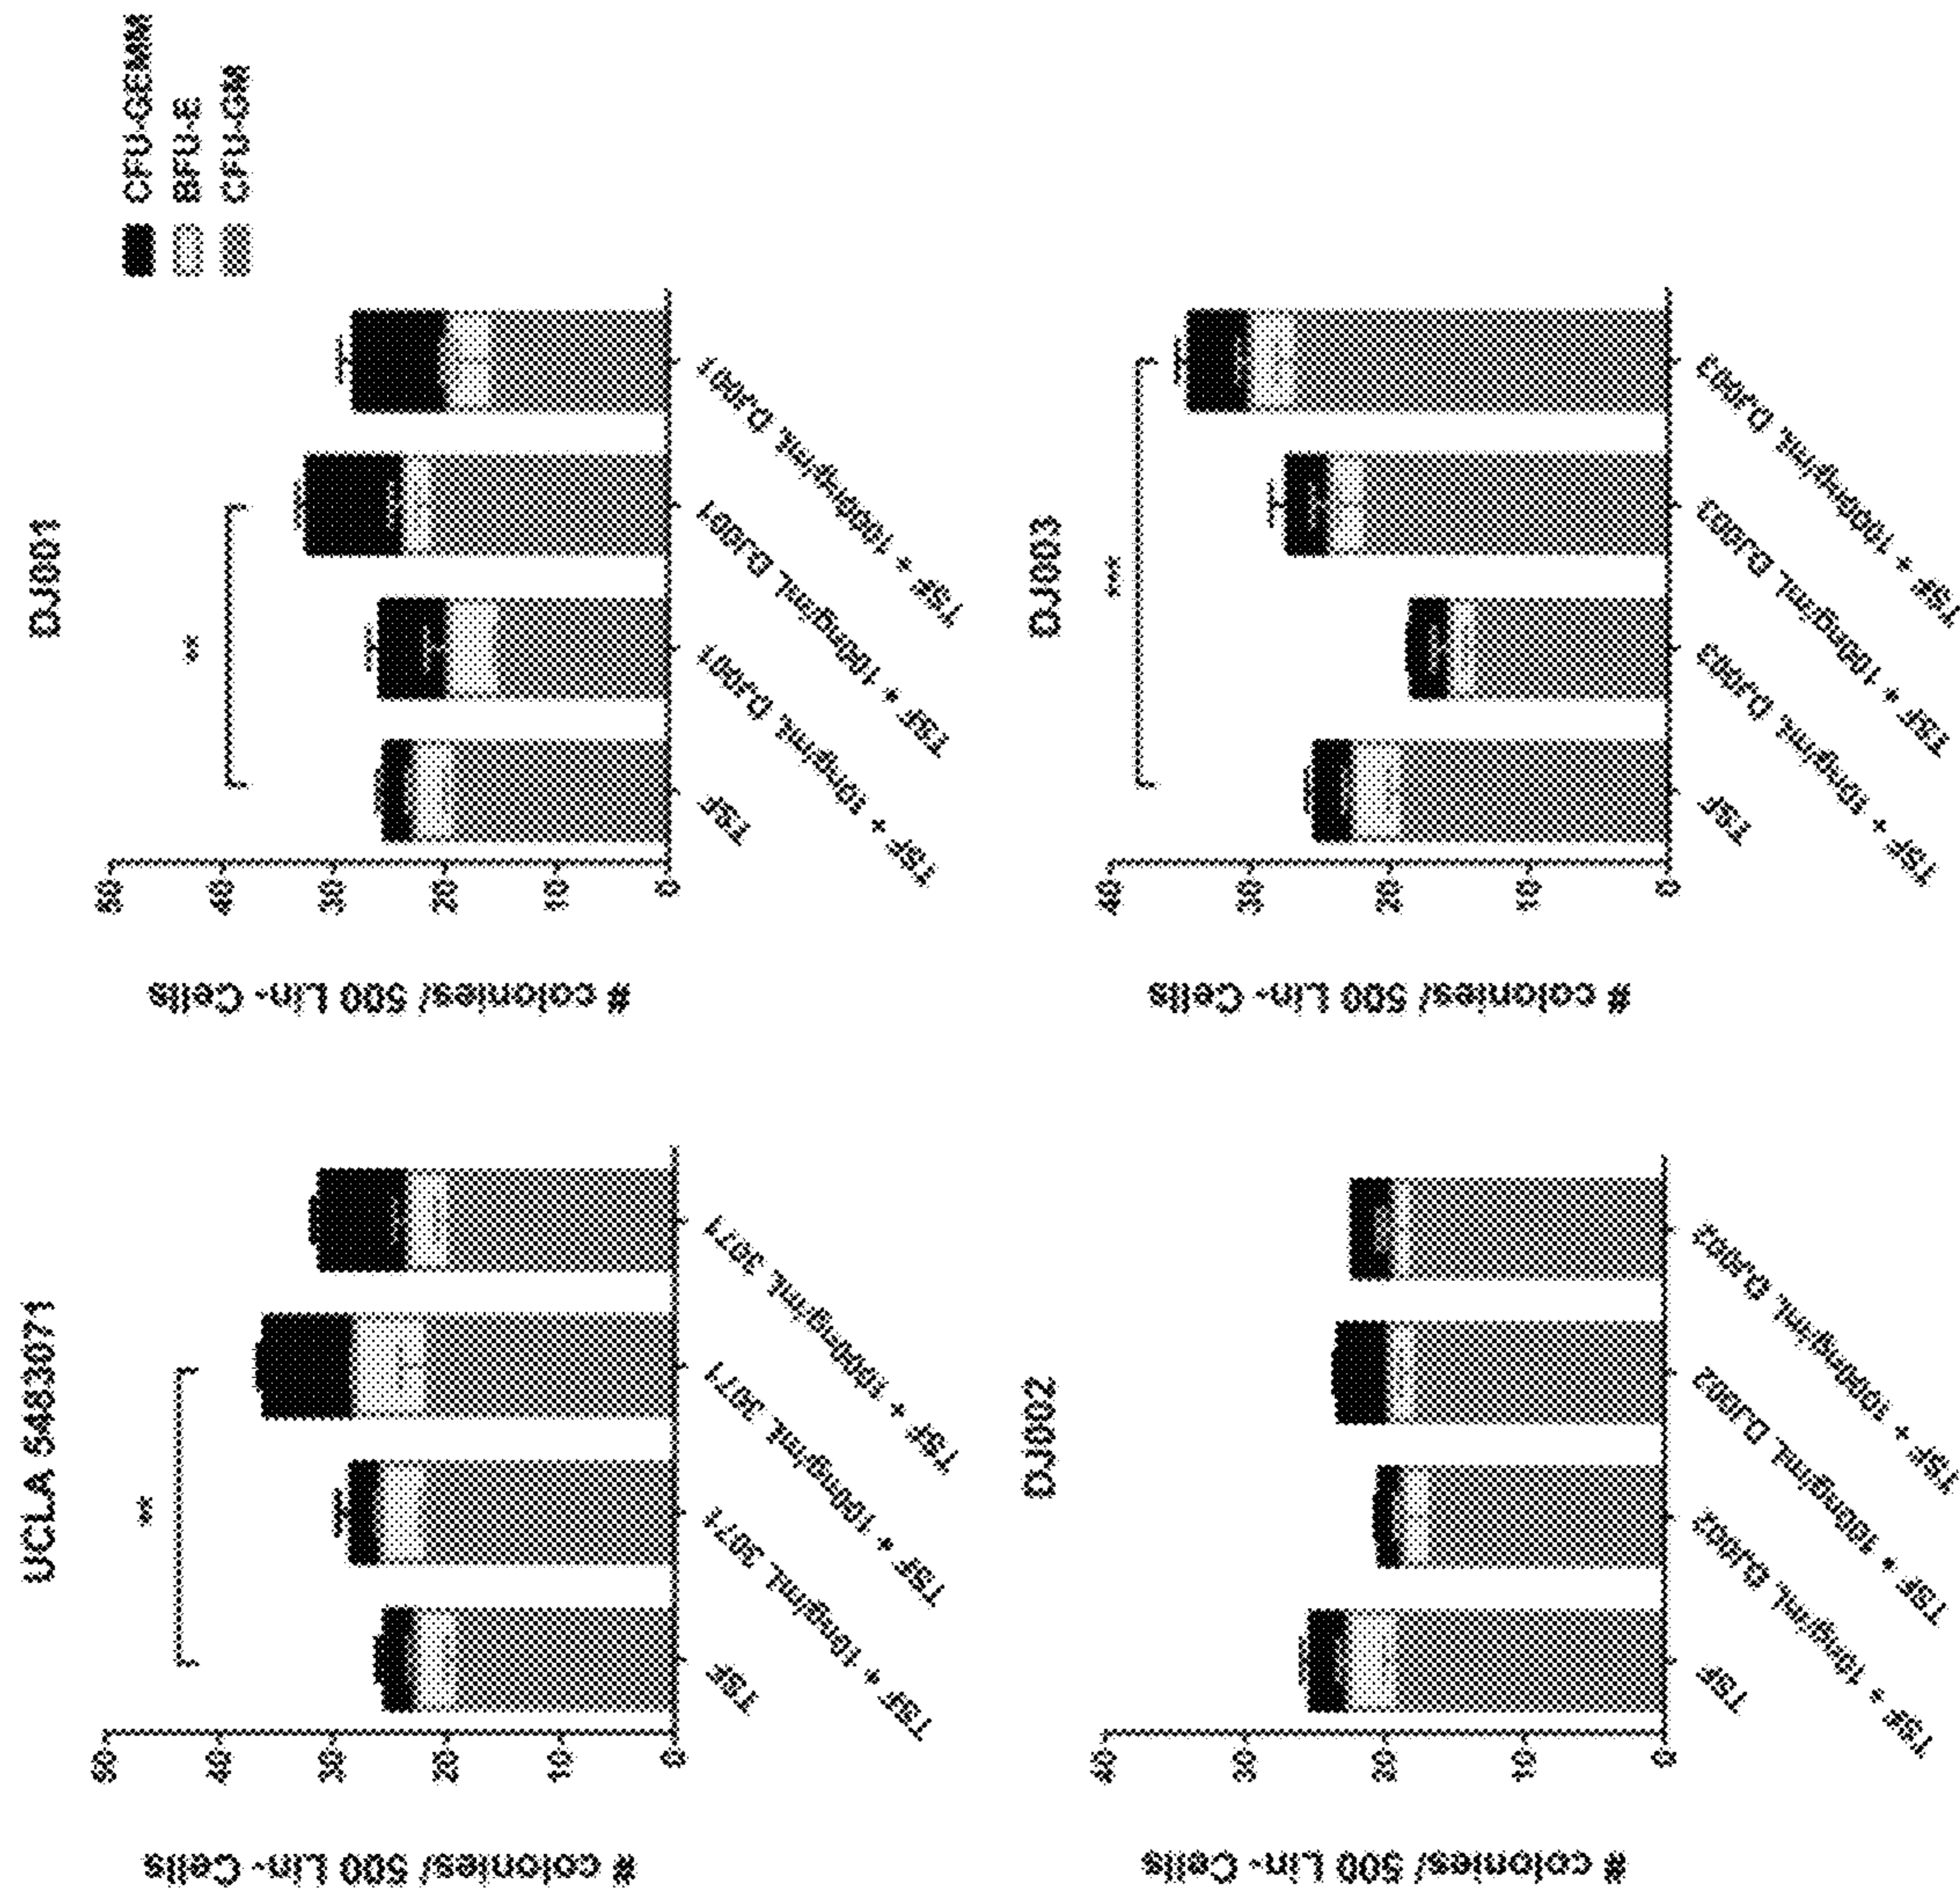 UCLA 5483071
# colonies/ 500 Lin- Cells
50
40
30
20
10
0
**
TSF
TSF + 10ng/mL 3071
TSF + 100ng/mL 3071
TSF + 1000ng/mL 3071
DJ001
CFU-GEMM
BFU-E
CFU-GM
# colonies/ 500 Lin- Cells
50
40
30
20
10
0
**
TSF
TSF + 10ng/mL DJ001
TSF + 100ng/mL DJ001
TSF + 1000ng/mL DJ001
DJ002
# colonies/ 500 Lin- Cells
40
30
20
10
0
TSF
TSF + 10ng/mL DJ002
TSF + 100ng/mL DJ002
TSF + 1000ng/mL DJ002
DJ003
# colonies/ 500 Lin- Cells
40
30
20
10
0
***
TSF
TSF + 10ng/mL DJ003
TSF + 100ng/mL DJ003
TSF + 1000ng/mL DJ003